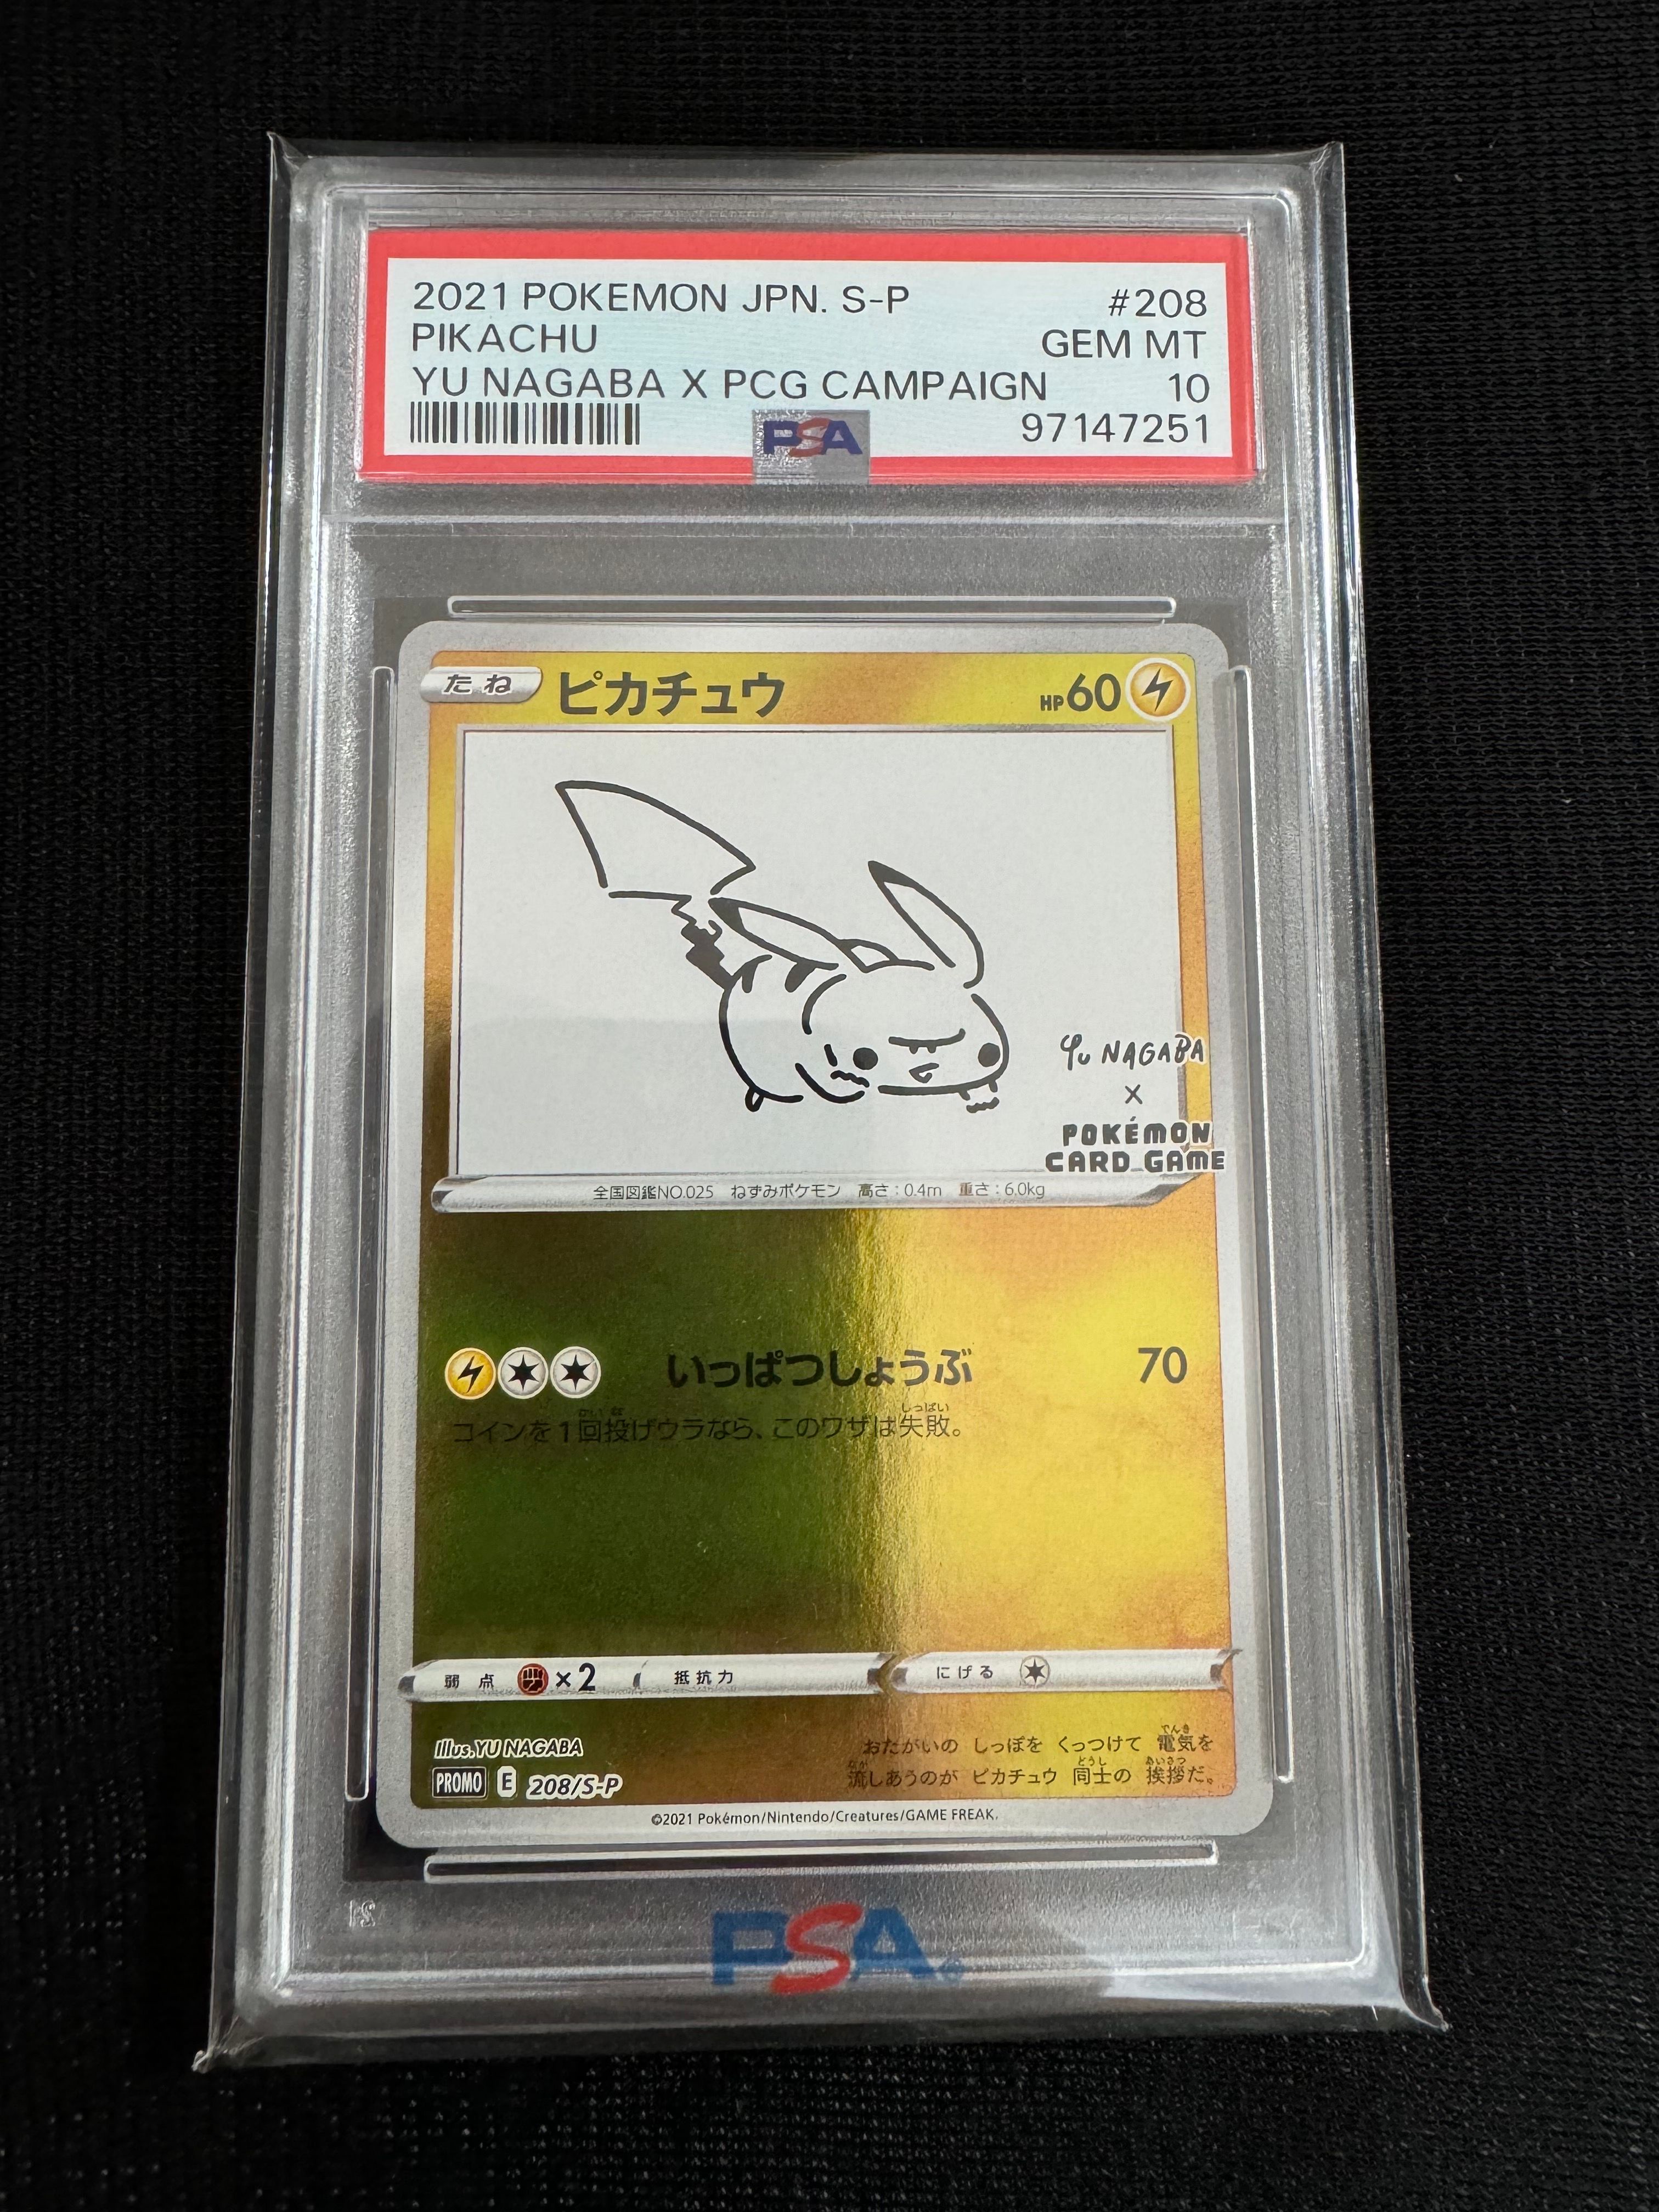 2021 POKEMON JPN. S-P #208
PIKACHU GEM MT
YU NAGABA X PCG CAMPAIGN 10
PSA 97147251
たね ピカチュウ HP60
YU NAGABA
×
POKÉMON
CARD GAME
全国図鑑NO.025 ねずみポケモン 高さ:0.4m 重さ:6.0kg
いっぱつしょうぶ 70
コインを1回投げウラなら、このワザは失敗。
弱点 ×2 抵抗力 にげる
Illus.YU NAGABA
PROMO E 208/S-P
おたがいの しっぽを くっつけて 電気を
流しあうのが ピカチュウ 同士の 挨拶だ。
©2021 Pokémon/Nintendo/Creatures/GAME FREAK.
PSA